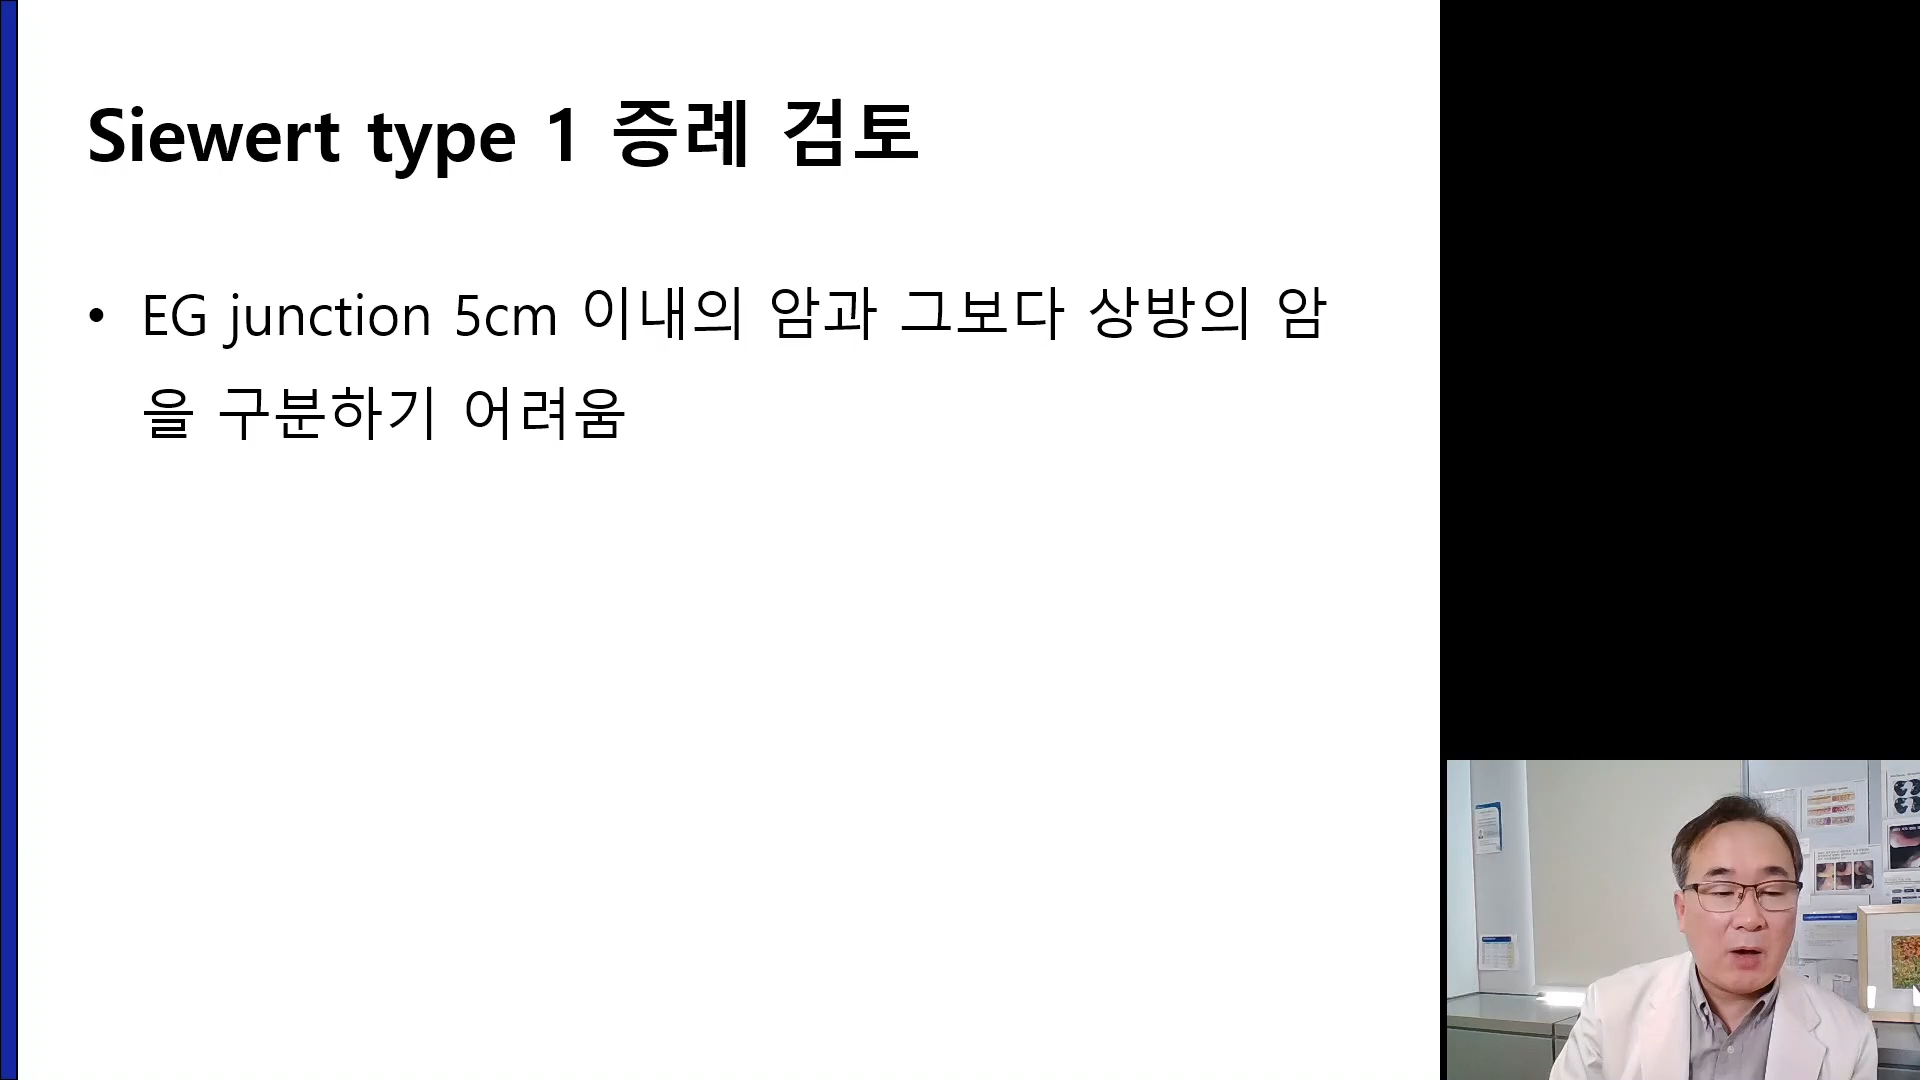 Siewert type 1 증례 검토
• EG junction 5cm 이내의 암과 그보다 상방의 암
을 구분하기 어려움